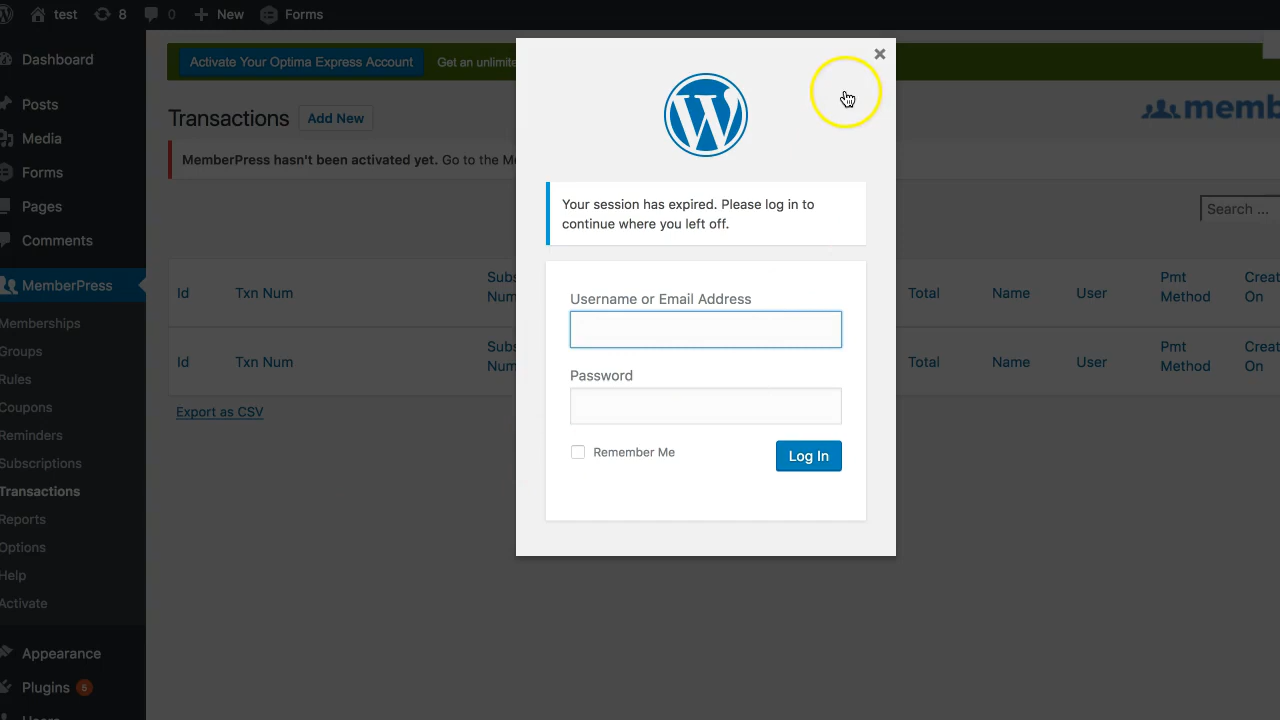 test 8 0 New Forms
Dashboard
Posts
Media
Forms
Pages
Comments
MemberPress
Memberships
Groups
Rules
Coupons
Reminders
Subscriptions
Transactions
Reports
Options
Help
Activate
Appearance
Plugins 5
Activate Your Optima Express Account Get an unlimite
Transactions Add New
memb
MemberPress hasn't been activated yet. Go to the M
Search ...
Id Txn Num Subs Num Total Name User Pmt Method Creat On
Id Txn Num Subs Num Total Name User Pmt Method Creat On
Export as CSV
Your session has expired. Please log in to
continue where you left off.
Username or Email Address
Password
Remember Me Log In